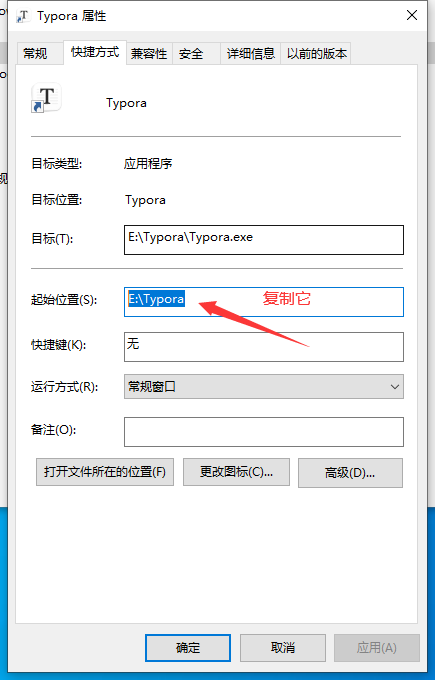 Typora 属性
常规 快捷方式 兼容性 安全 详细信息 以前的版本
Typora
目标类型: 应用程序
目标位置: Typora
目标(T): E:\Typora\Typora.exe
起始位置(S): E:\Typora 复制它
快捷键(K): 无
运行方式(R): 常规窗口
备注(O):
打开文件所在的位置(F) 更改图标(C)... 高级(D)...
确定 取消 应用(A)